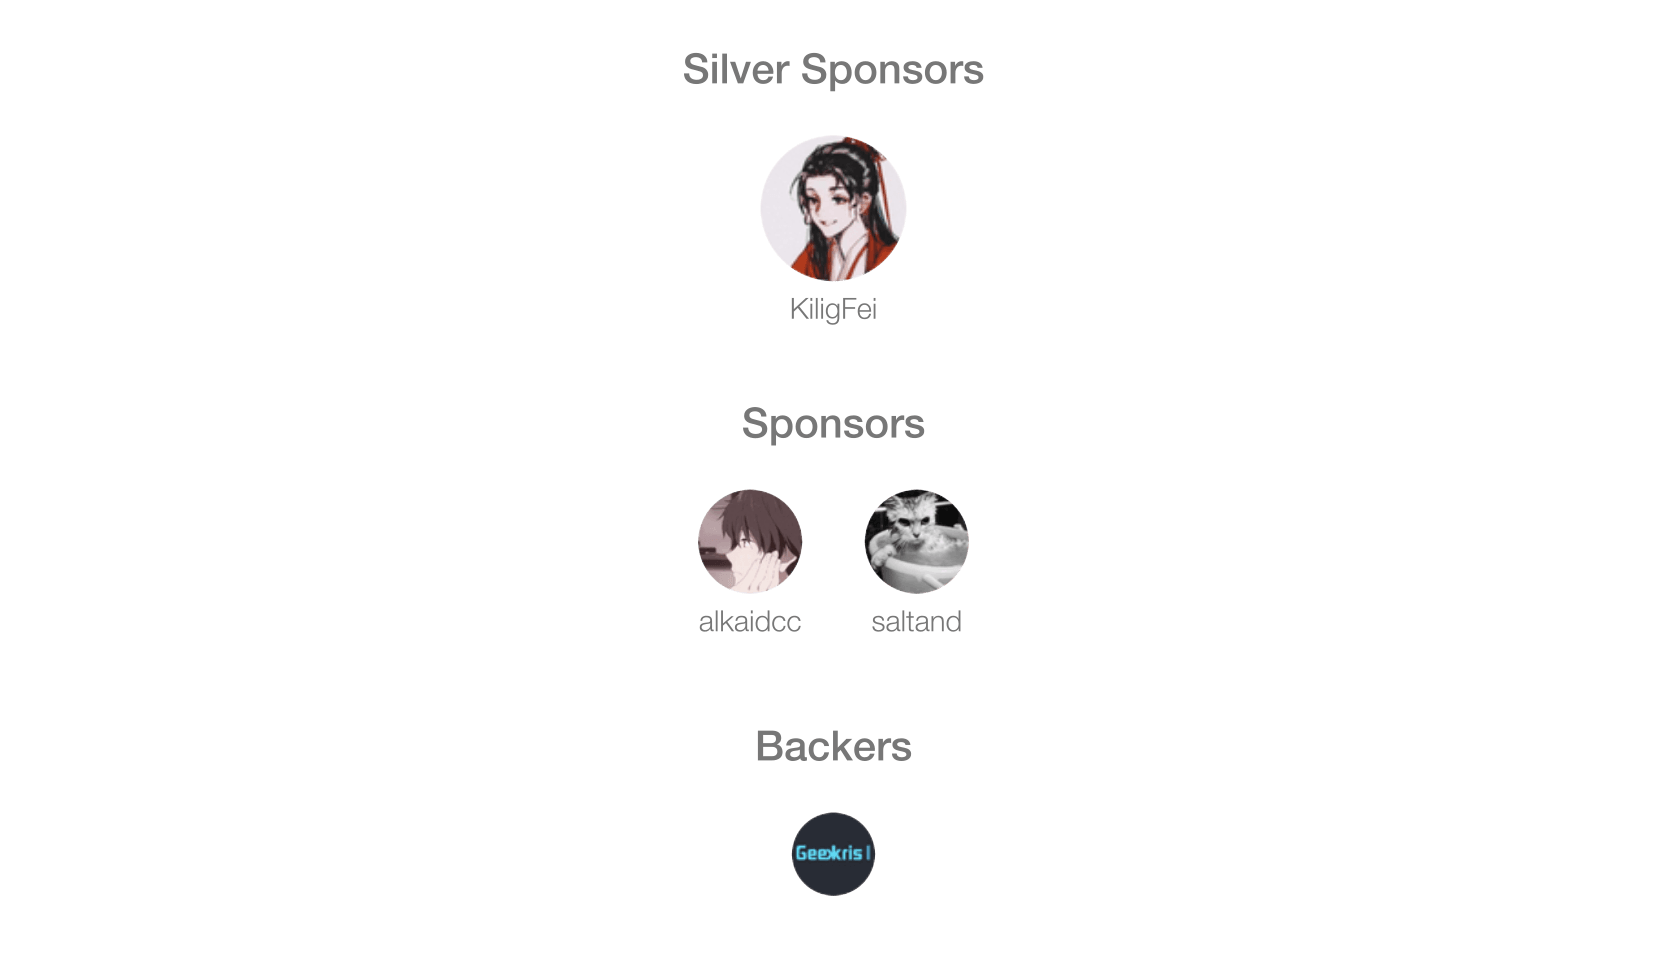 Silver Sponsors
KiligFei
Sponsors
alkaidcc
saltand
Backers
Geekris